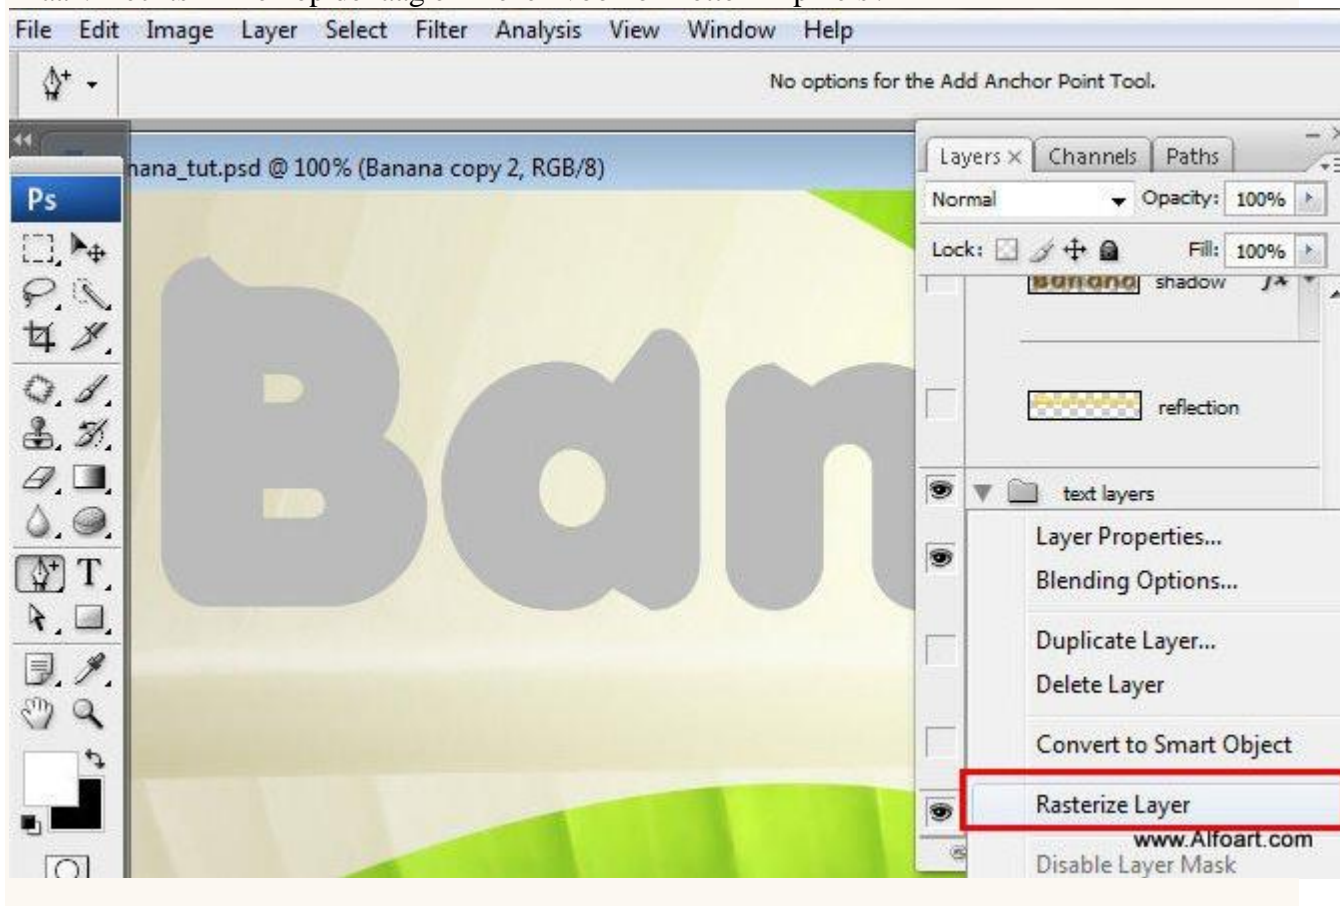 File Edit Image Layer Select Filter Analysis View Window Help
No options for the Add Anchor Point Tool.
nana_tut.psd @ 100% (Banana copy 2, RGB/8)
Ps
Layers × Channels Paths
Normal Opacity: 100%
Lock: Fill: 100%
Banana shadow fx
reflection
text layers
Ban
T
Layer Properties...
Blending Options...
Duplicate Layer...
Delete Layer
Convert to Smart Object
Rasterize Layer
www.Alfoart.com
Disable Layer Mask